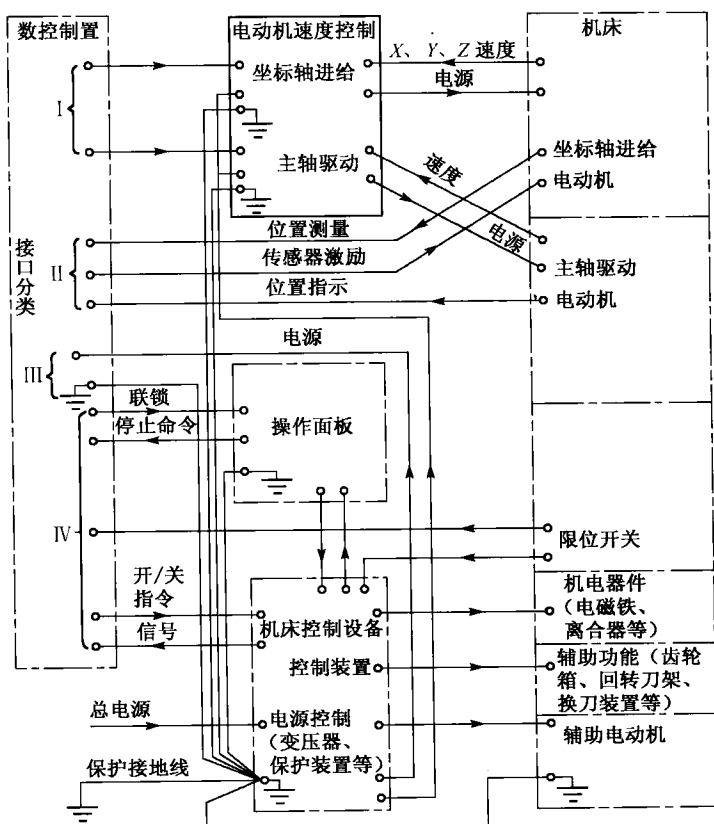 数控制置
电动机速度控制
机床
坐标轴进给
X、Y、Z 速度
电源
I
主轴驱动
速度
电源
坐标轴进给
电动机
接口分类
II
位置测量
传感器激励
位置指示
主轴驱动
电动机
III
电源
联锁
停止命令
操作面板
IV
限位开关
开/关
指令
信号
机床控制设备
控制装置
机电器件
（电磁铁、
离合器等）
辅助功能（齿轮
箱、回转刀架、
换刀装置等）
总电源
电源控制
（变压器、
保护装置等）
辅助电动机
保护接地线